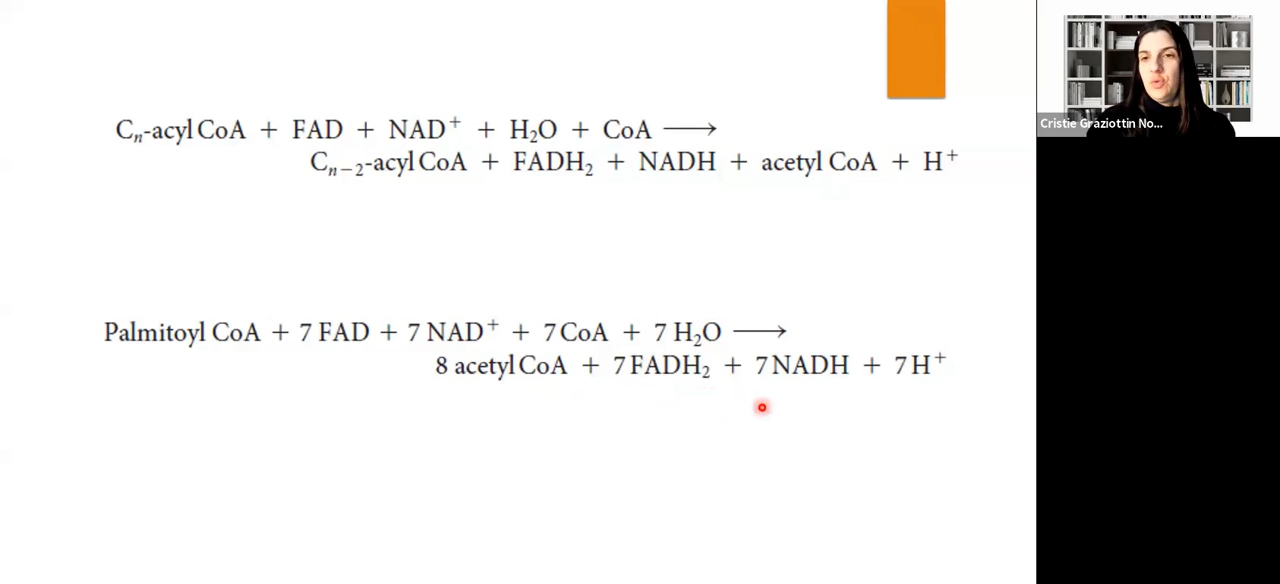 Cₙ-acyl CoA + FAD + NAD⁺ + H₂O + CoA ⟶
Cₙ₋₂-acyl CoA + FADH₂ + NADH + acetyl CoA + H⁺
Palmitoyl CoA + 7 FAD + 7 NAD⁺ + 7 CoA + 7 H₂O ⟶
8 acetyl CoA + 7 FADH₂ + 7 NADH + 7 H⁺
Cristie Graziottin No...